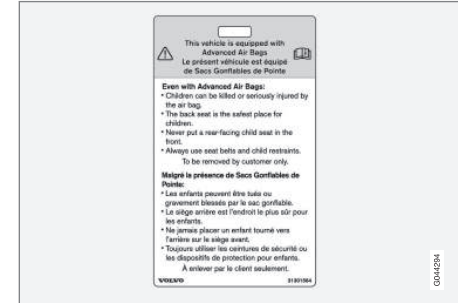 This vehicle is equipped with
Advanced Air Bags
Le présent véhicule est équipé
de Sacs Gonflables de Pointe
Even with Advanced Air Bags:
* Children can be killed or seriously injured by
the air bag.
* The back seat is the safest place for
children.
* Never put a rear-facing child seat in the
front.
* Always use seat belts and child restraints.
To be removed by customer only.
Malgré la présence de Sacs Gonflables de
Pointe:
* Les enfants peuvent être tués ou
gravement blessés par le sac gonflable.
* Le siège arrière est l'endroit le plus sûr pour
les enfants.
* Ne jamais placer un enfant tourné vers
l'arrière sur le siège avant.
* Toujours utiliser les ceintures de sécurité ou
les dispositifs de protection pour enfants.
À enlever par le client seulement.
VOLVO
G044294